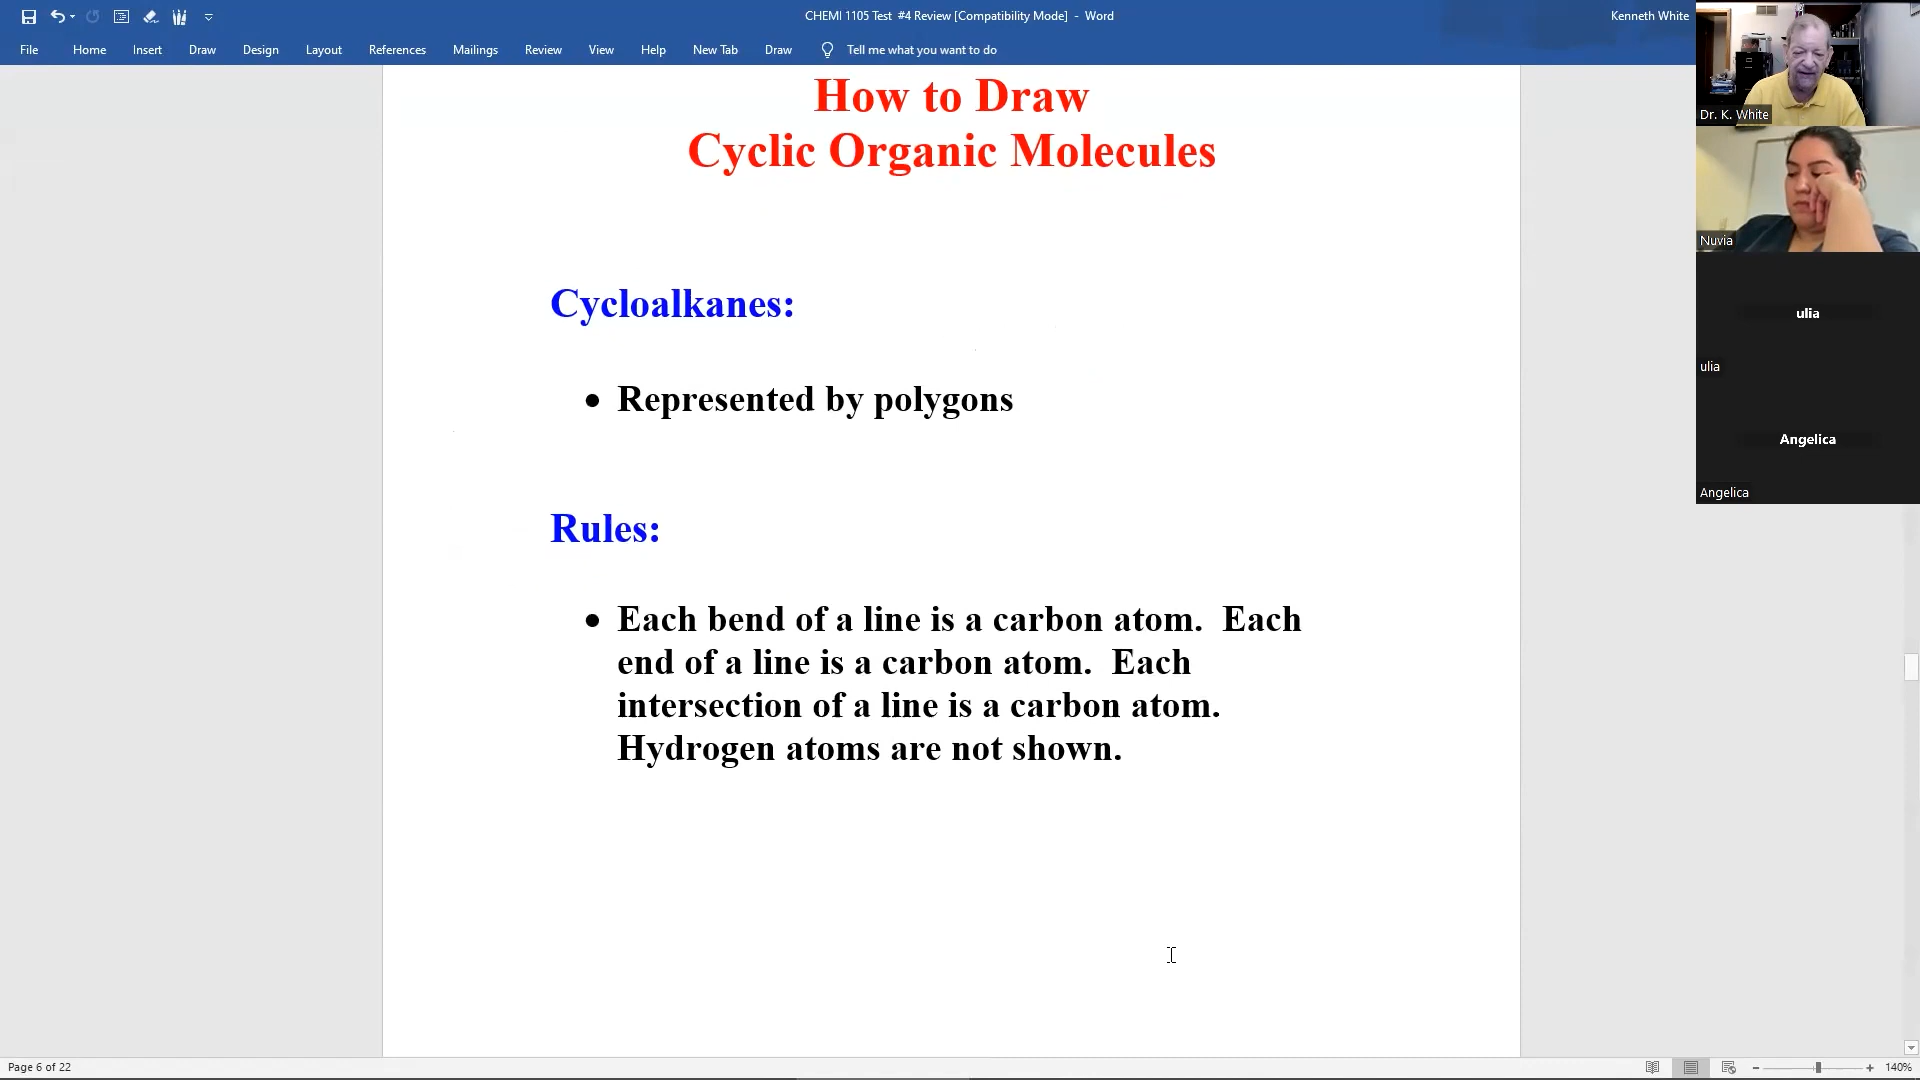 CHEMI 1105 Test #4 Review [Compatibility Mode] - Word
Kenneth White
File Home Insert Draw Design Layout References Mailings Review View Help New Tab Draw Tell me what you want to do
How to Draw
Cyclic Organic Molecules
Cycloalkanes:
• Represented by polygons
Rules:
• Each bend of a line is a carbon atom. Each
end of a line is a carbon atom. Each
intersection of a line is a carbon atom.
Hydrogen atoms are not shown.
Dr. K. White
Nuvia
ulia
ulia
Angelica
Angelica
Page 6 of 22
140%